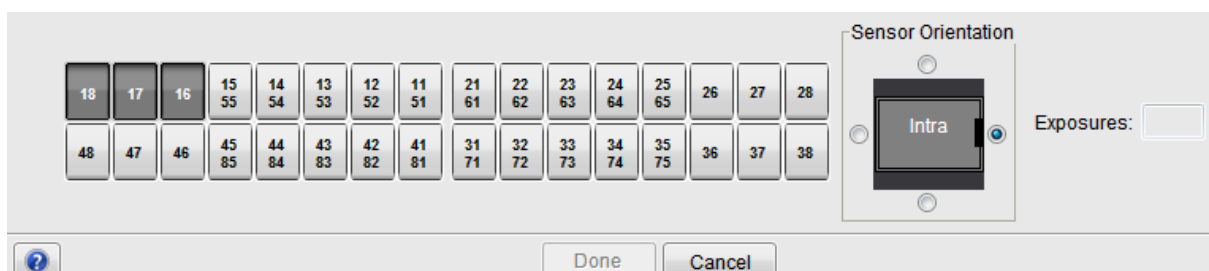 Sensor Orientation
18 17 16 15 14 13 12 11 21 22 23 24 25 26 27 28
55 54 53 52 51 61 62 63 64 65
48 47 46 45 44 43 42 41 31 32 33 34 35 36 37 38
85 84 83 82 81 71 72 73 74 75
Intra
Exposures:
?
Done Cancel